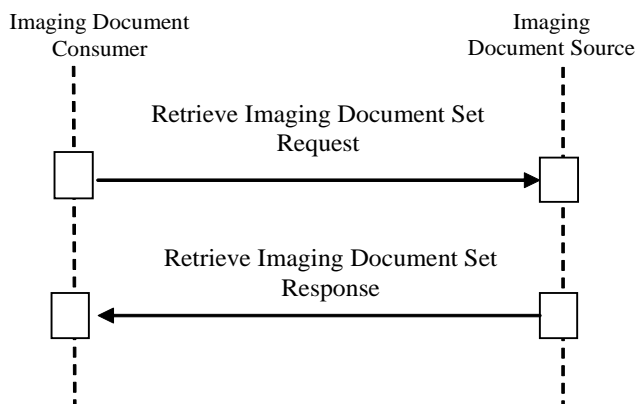 Imaging Document
Consumer
Imaging
Document Source
Retrieve Imaging Document Set
Request
Retrieve Imaging Document Set
Response